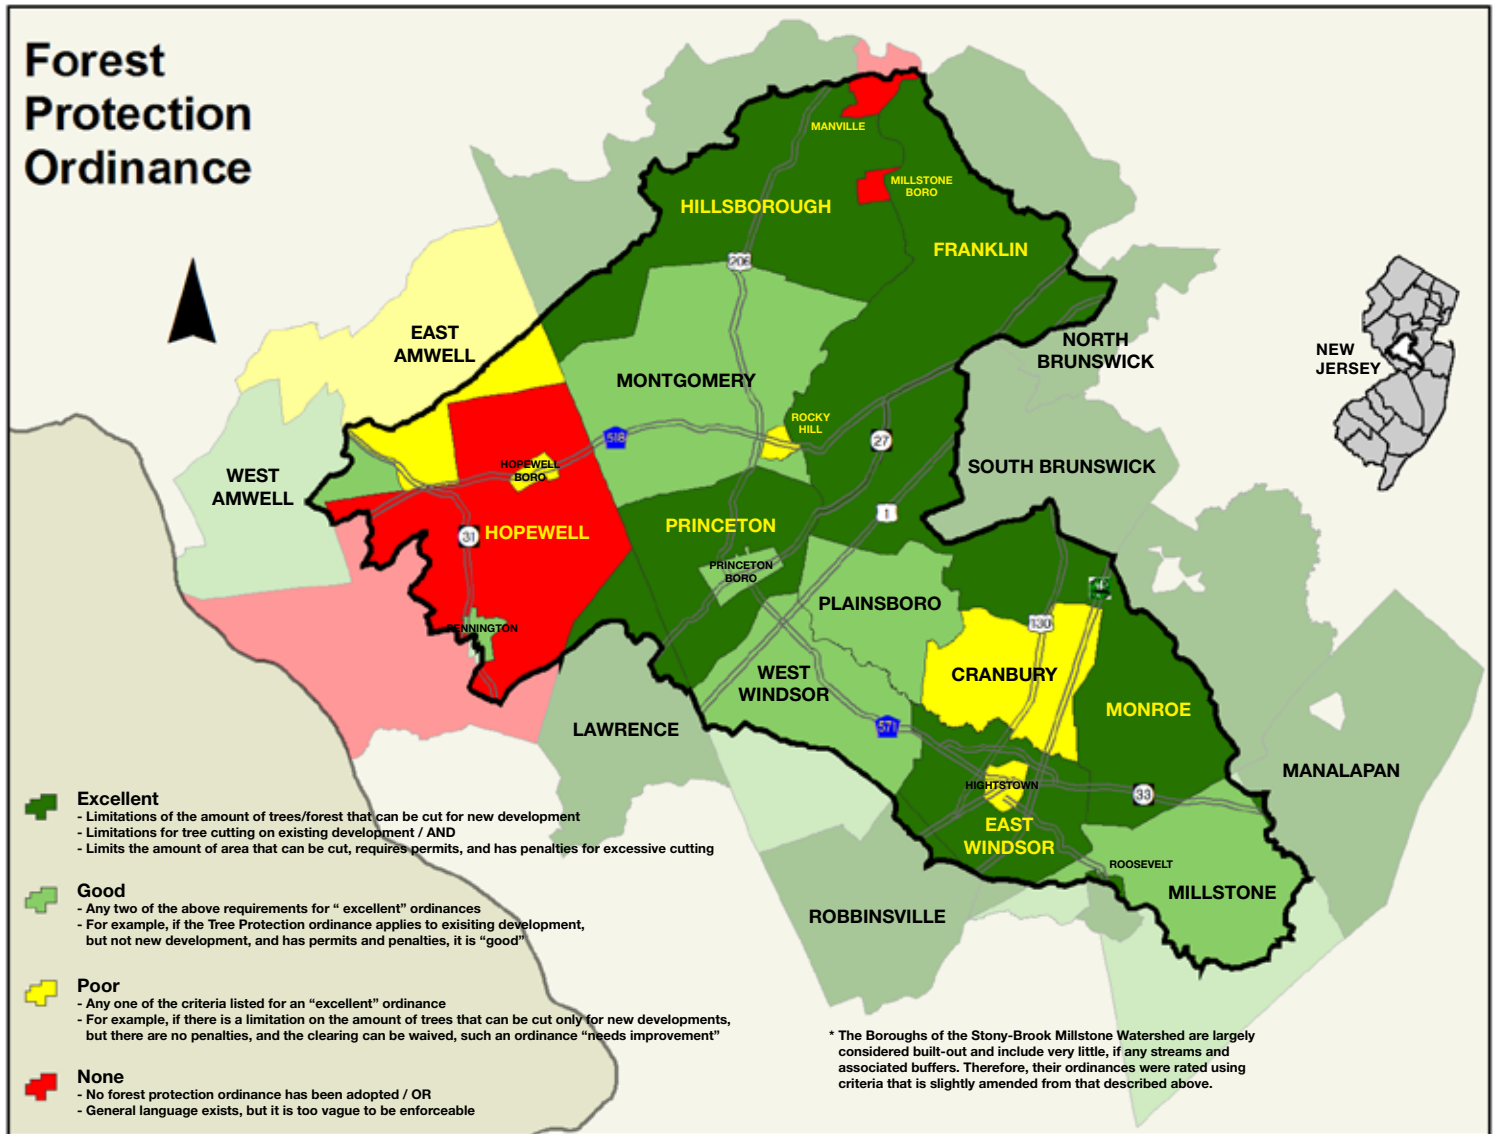 Forest
Protection
Ordinance
MANVILLE
MILLSTONE
BORO
HILLSBOROUGH
FRANKLIN
206
EAST
AMWELL
NORTH
BRUNSWICK
NEW
JERSEY
MONTGOMERY
ROCKY
HILL
518
27
HOPEWELL
BORO
SOUTH BRUNSWICK
WEST
AMWELL
1
PRINCETON
31
HOPEWELL
PRINCETON
BORO
PLAINSBORO
130
PENNINGTON
WEST
WINDSOR
CRANBURY
MONROE
LAWRENCE
571
MANALAPAN
HIGHTSTOWN
33
EAST
WINDSOR
ROOSEVELT
MILLSTONE
ROBBINSVILLE
Excellent
- Limitations of the amount of trees/forest that can be cut for new development
- Limitations for tree cutting on existing development / AND
- Limits the amount of area that can be cut, requires permits, and has penalties for excessive cutting
Good
- Any two of the above requirements for “ excellent” ordinances
- For example, if the Tree Protection ordinance applies to exisiting development,
but not new development, and has permits and penalties, it is “good”
Poor
- Any one of the criteria listed for an “excellent” ordinance
- For example, if there is a limitation on the amount of trees that can be cut only for new developments,
but there are no penalties, and the clearing can be waived, such an ordinance “needs improvement”
None
- No forest protection ordinance has been adopted / OR
- General language exists, but it is too vague to be enforceable
* The Boroughs of the Stony-Brook Millstone Watershed are largely
considered built-out and include very little, if any streams and
associated buffers. Therefore, their ordinances were rated using
criteria that is slightly amended from that described above.